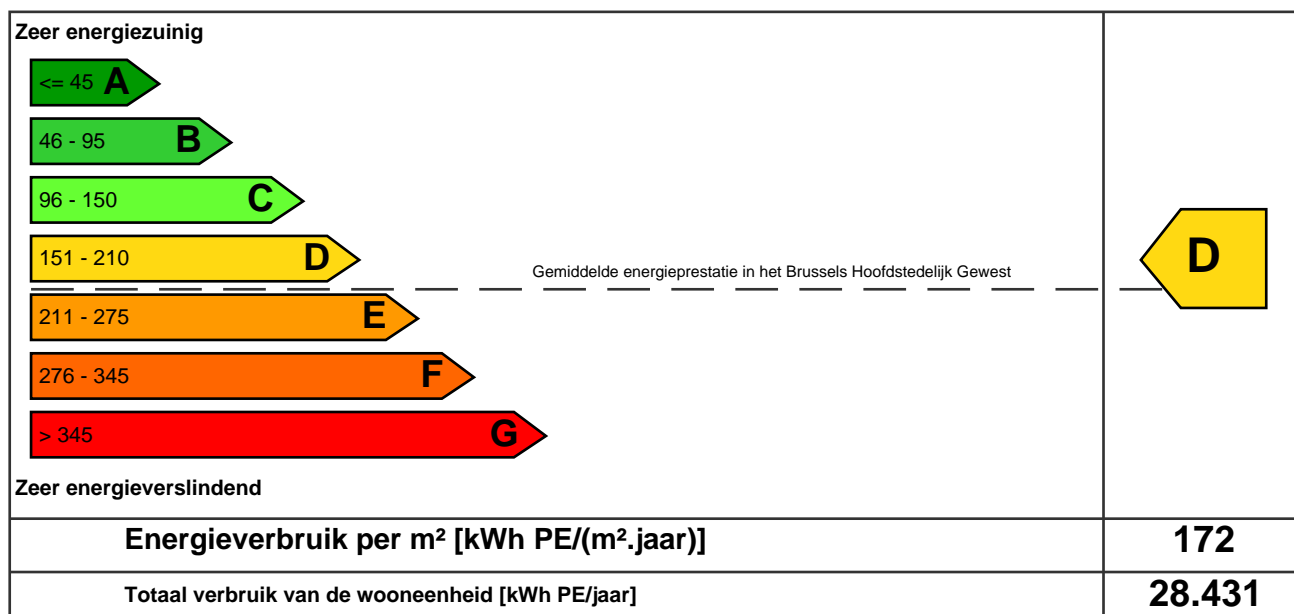 Zeer energiezuinig
<= 45 A
46 - 95 B
96 - 150 C
151 - 210 D
Gemiddelde energieprestatie in het Brussels Hoofdstedelijk Gewest
D
211 - 275 E
276 - 345 F
> 345 G
Zeer energieverslindend
Energieverbruik per m² [kWh PE/(m².jaar)] 172
Totaal verbruik van de wooneenheid [kWh PE/jaar] 28.431